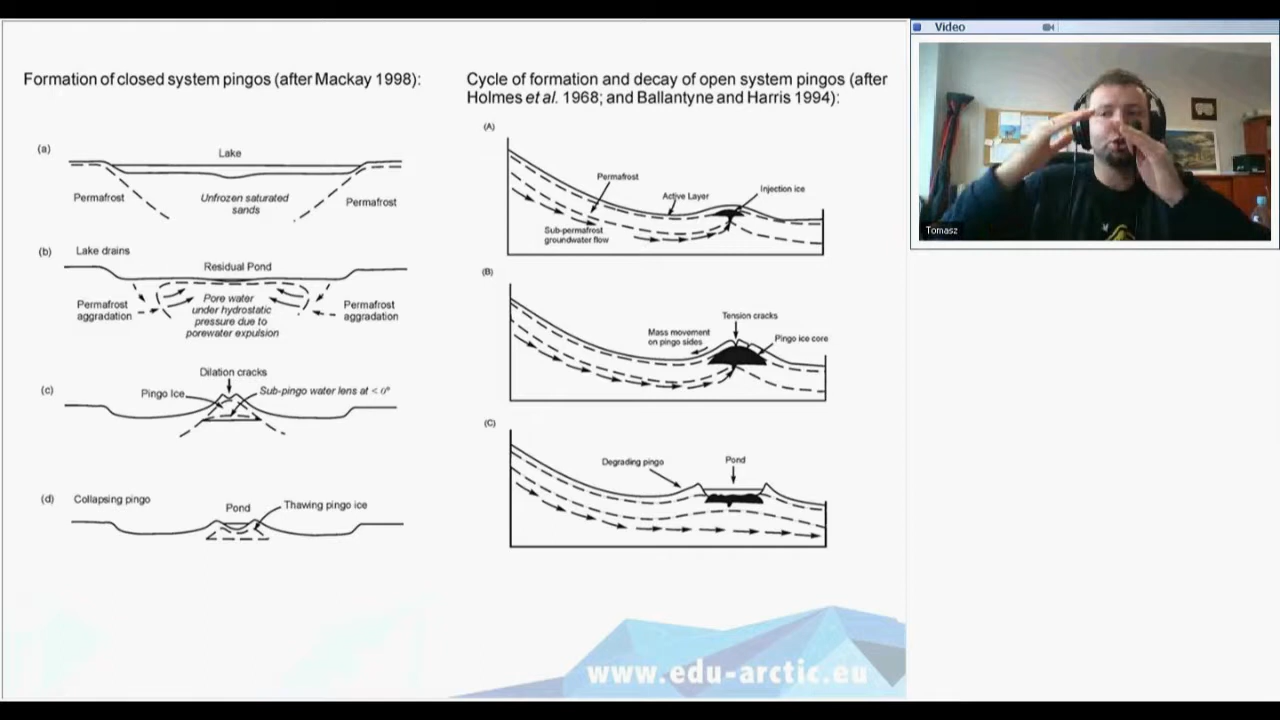 Formation of closed system pingos (after Mackay 1998):
(a)
Lake
Permafrost
Unfrozen saturated
sands
Permafrost
(b)
Lake drains
Residual Pond
Permafrost
aggradation
Pore water
under hydrostatic
pressure due to
porewater expulsion
Permafrost
aggradation
(c)
Dilation cracks
Pingo Ice
Sub-pingo water lens at < 0°
(d)
Collapsing pingo
Pond
Thawing pingo ice
Cycle of formation and decay of open system pingos (after
Holmes et al. 1968; and Ballantyne and Harris 1994):
(A)
Permafrost
Active Layer
Injection ice
Sub-permafrost
groundwater flow
(B)
Tension cracks
Mass movement
on pingo sides
Pingo ice core
(C)
Degrading pingo
Pond
www.edu-arctic.eu
Video
Tomasz